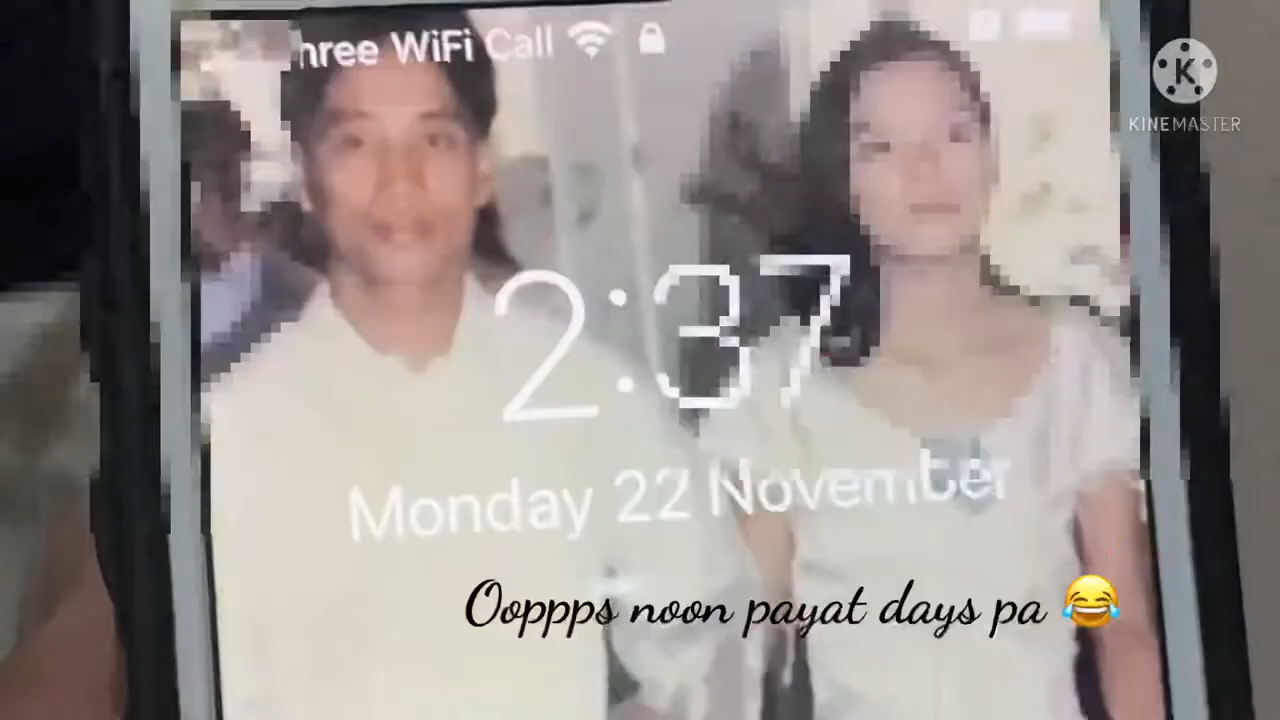 hree WiFi Call
KINEMASTER
2:37
Monday 22 November
Ooppps noon payat days pa 😂